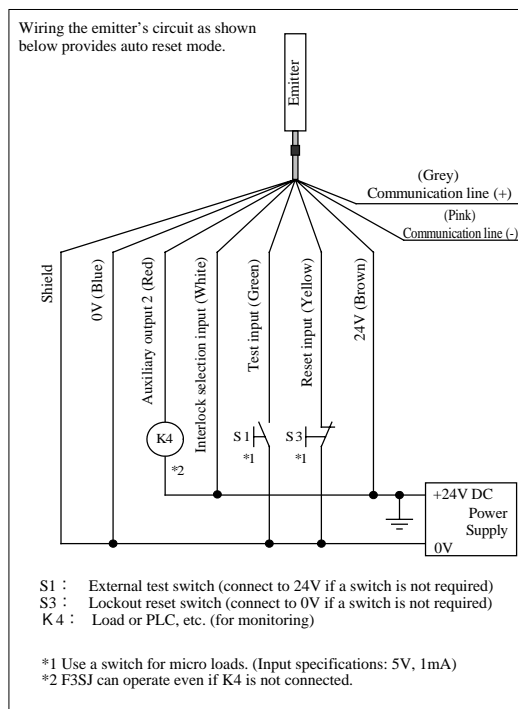 Wiring the emitter's circuit as shown
below provides auto reset mode.
Emitter
(Grey)
Communication line (+)
(Pink)
Communication line (-)
Shield
0V (Blue)
Auxiliary output 2 (Red)
Interlock selection input (White)
Test input (Green)
Reset input (Yellow)
24V (Brown)
K4
*2
S1
*1
S3
*1
+24V DC
Power
Supply
0V
S1 : External test switch (connect to 24V if a switch is not required)
S3 : Lockout reset switch (connect to 0V if a switch is not required)
K4 : Load or PLC, etc. (for monitoring)
*1 Use a switch for micro loads. (Input specifications: 5V, 1mA)
*2 F3SJ can operate even if K4 is not connected.